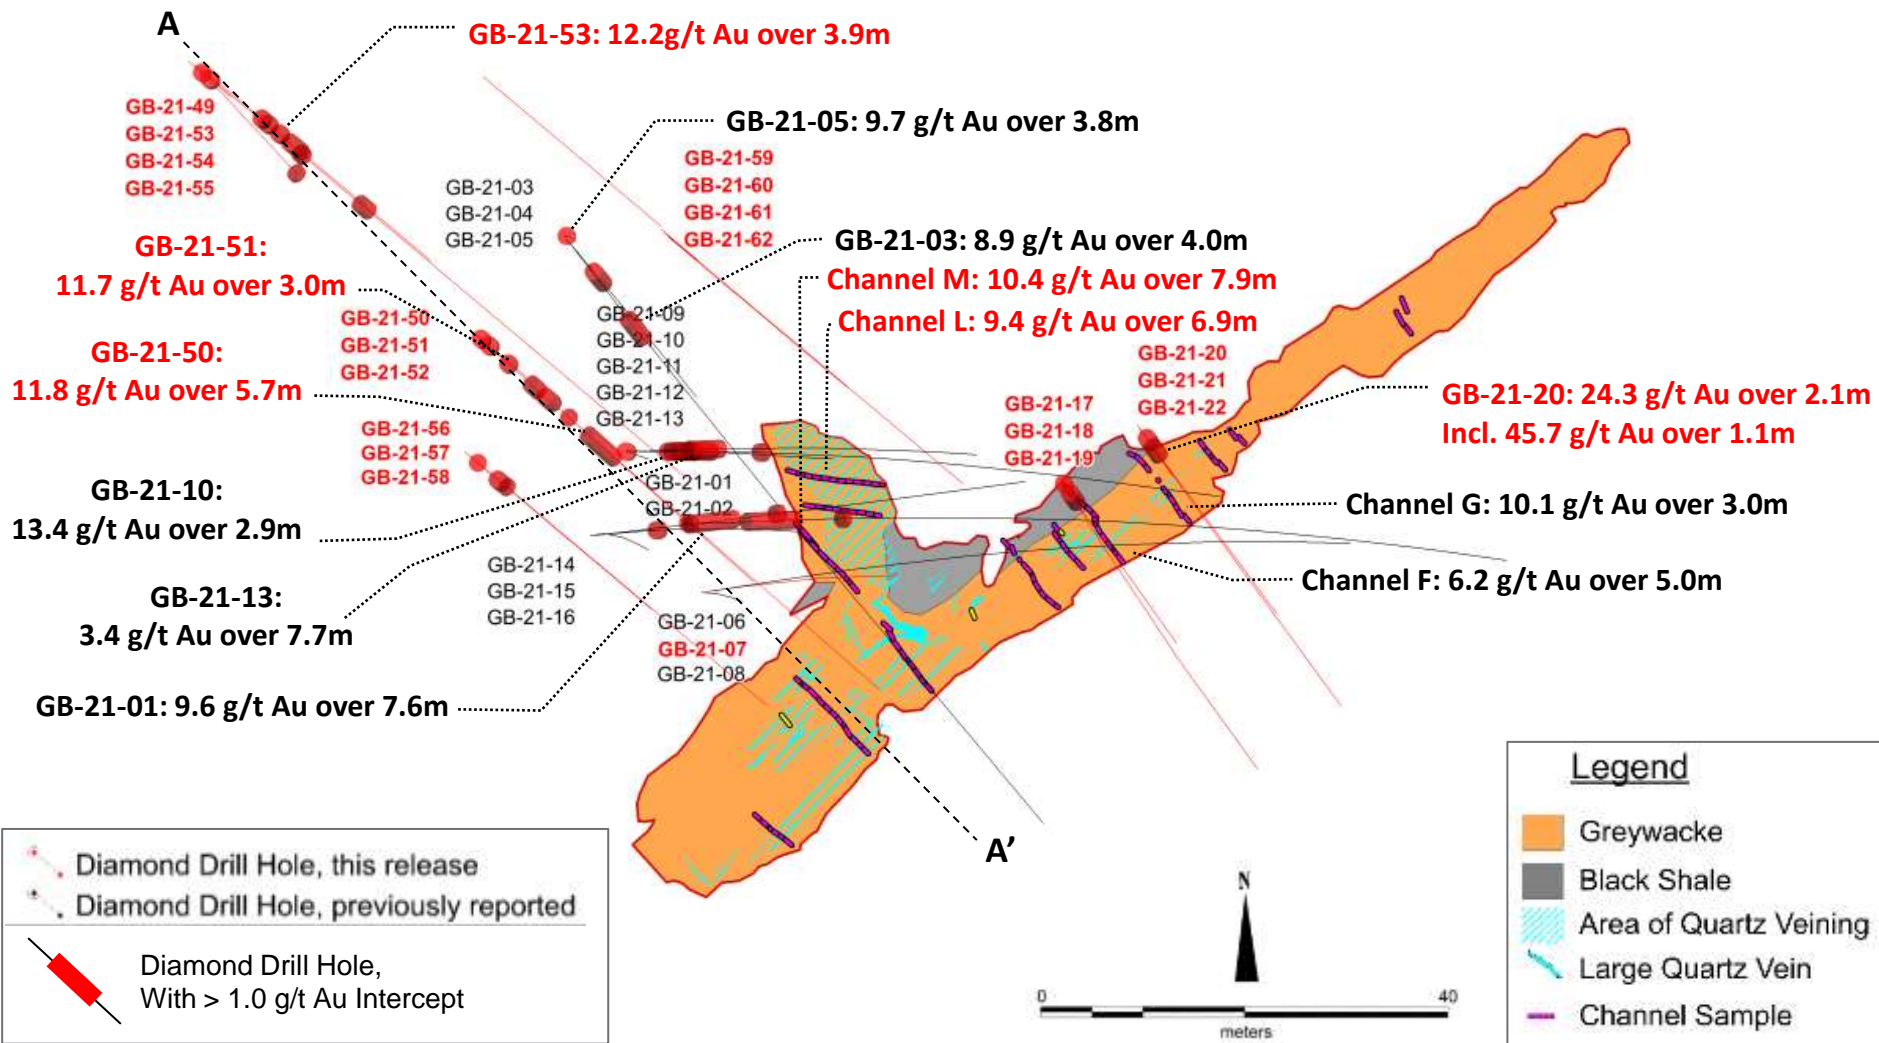 A
GB-21-53: 12.2g/t Au over 3.9m
GB-21-49
GB-21-53
GB-21-54
GB-21-55
GB-21-05: 9.7 g/t Au over 3.8m
GB-21-03
GB-21-04
GB-21-05
GB-21-59
GB-21-60
GB-21-61
GB-21-62
GB-21-03: 8.9 g/t Au over 4.0m
Channel M: 10.4 g/t Au over 7.9m
Channel L: 9.4 g/t Au over 6.9m
GB-21-51:
11.7 g/t Au over 3.0m
GB-21-50
GB-21-51
GB-21-52
GB-21-09
GB-21-10
GB-21-11
GB-21-12
GB-21-13
GB-21-50:
11.8 g/t Au over 5.7m
GB-21-20
GB-21-21
GB-21-22
GB-21-17
GB-21-18
GB-21-19
GB-21-20: 24.3 g/t Au over 2.1m
Incl. 45.7 g/t Au over 1.1m
GB-21-56
GB-21-57
GB-21-58
GB-21-01
GB-21-02
GB-21-10:
13.4 g/t Au over 2.9m
Channel G: 10.1 g/t Au over 3.0m
GB-21-14
GB-21-15
GB-21-16
Channel F: 6.2 g/t Au over 5.0m
GB-21-13:
3.4 g/t Au over 7.7m
GB-21-06
GB-21-07
GB-21-08
GB-21-01: 9.6 g/t Au over 7.6m
A'
Diamond Drill Hole, this release
Diamond Drill Hole, previously reported
Diamond Drill Hole,
With > 1.0 g/t Au Intercept
N
0 40
meters
Legend
Greywacke
Black Shale
Area of Quartz Veining
Large Quartz Vein
Channel Sample